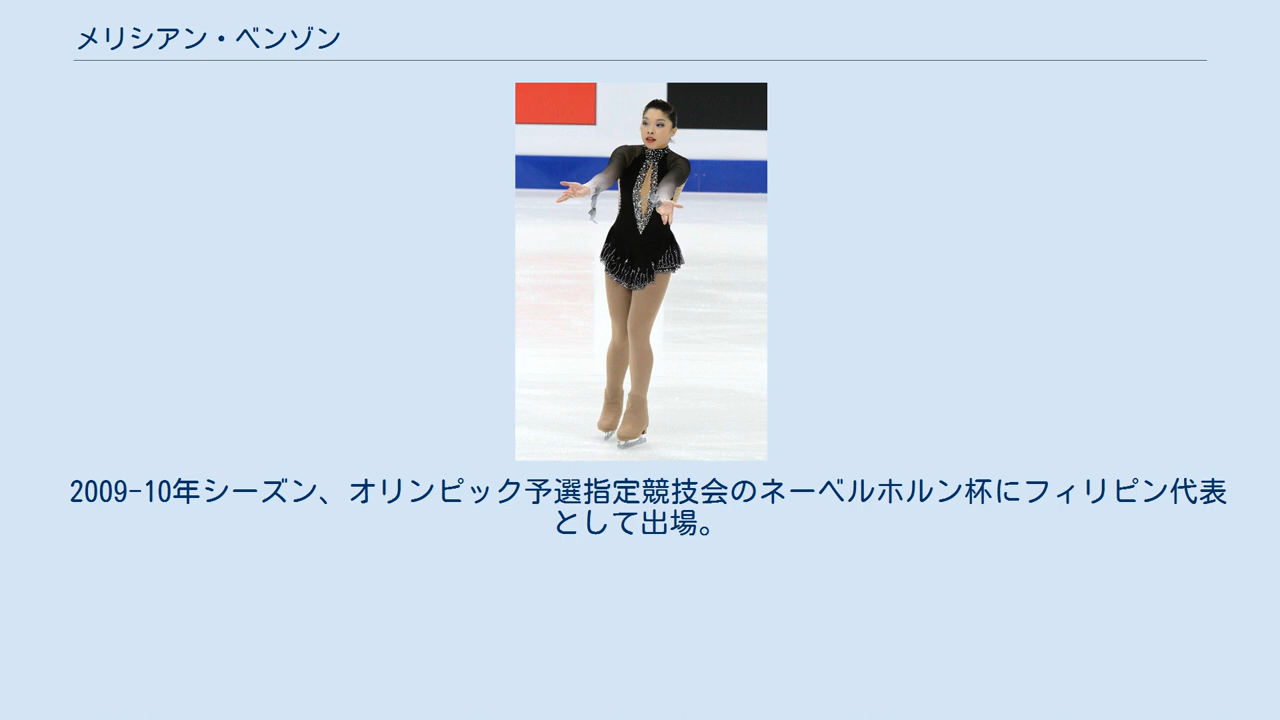 メリシアン・ベンゾン
2009-10年シーズン、オリンピック予選指定競技会のネーベルホルン杯にフィリピン代表
として出場。